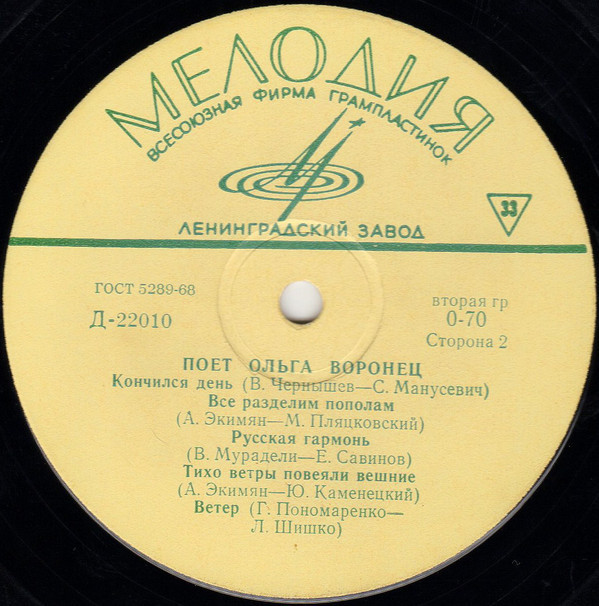 МЕЛОДИЯ
ВСЕСОЮЗНАЯ ФИРМА ГРАМПЛАСТИНОК
33
ЛЕНИНГРАДСКИЙ ЗАВОД
ГОСТ 5289-68
Д-22010
вторая гр
0-70
Сторона 2
ПОЕТ ОЛЬГА ВОРОНЕЦ
Кончился день (В. Чернышев—С. Манусевич)
Все разделим пополам
(А. Экимян—М. Пляцковский)
Русская гармонь
(В. Мурадели—Е. Савинов)
Тихо ветры повеяли вешние
(А. Экимян—Ю. Каменецкий)
Ветер (Г. Пономаренко—
Л. Шишко)